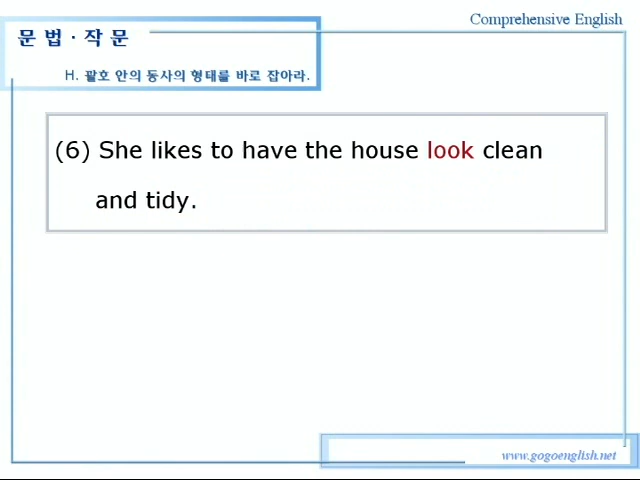 Comprehensive English
문 법 · 작 문
H. 괄호 안의 동사의 형태를 바로 잡아라.
(6) She likes to have the house look clean
and tidy.
www.gogoenglish.net